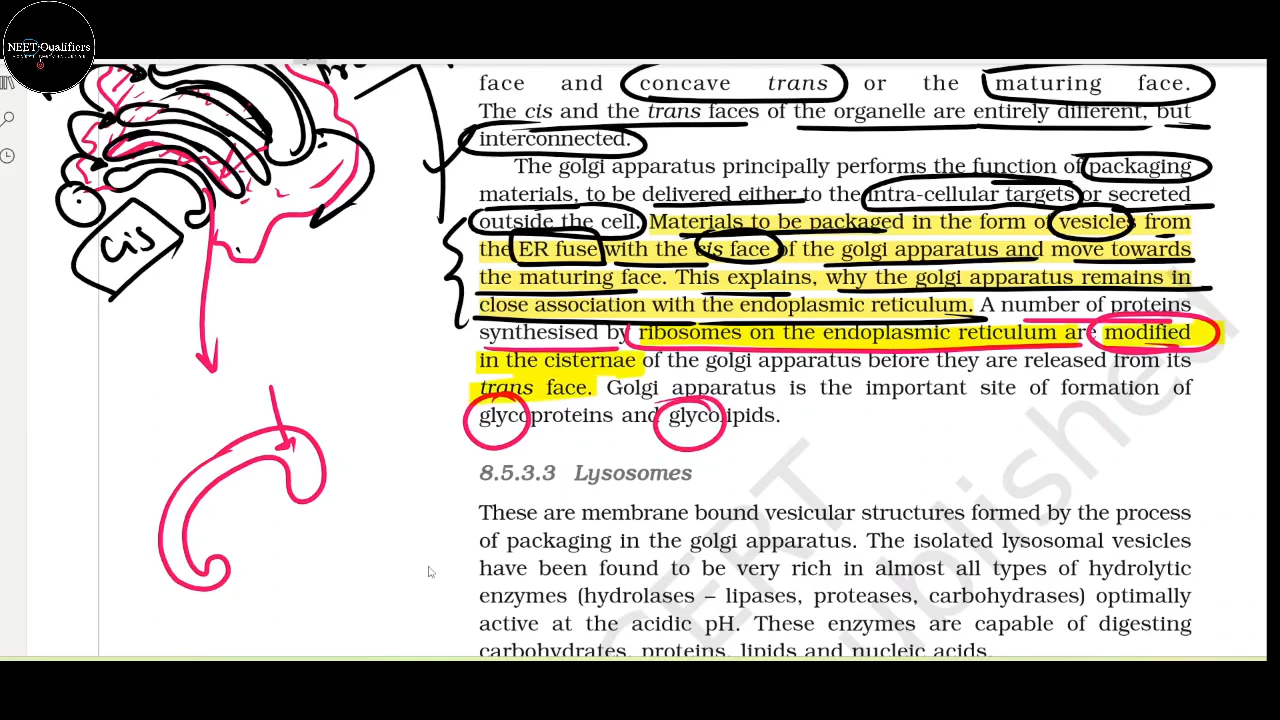 NEET Qualifiers
face and concave trans or the maturing face.
The cis and the trans faces of the organelle are entirely different, but
interconnected.
The golgi apparatus principally performs the function of packaging
materials, to be delivered either to the intra-cellular targets or secreted
outside the cell. Materials to be packaged in the form of vesicles from
the ER fuse with the cis face of the golgi apparatus and move towards
the maturing face. This explains, why the golgi apparatus remains in
close association with the endoplasmic reticulum. A number of proteins
synthesised by ribosomes on the endoplasmic reticulum are modified
in the cisternae of the golgi apparatus before they are released from its
trans face. Golgi apparatus is the important site of formation of
glycoproteins and glycolipids.
cis
8.5.3.3 Lysosomes
These are membrane bound vesicular structures formed by the process
of packaging in the golgi apparatus. The isolated lysosomal vesicles
have been found to be very rich in almost all types of hydrolytic
enzymes (hydrolases – lipases, proteases, carbohydrases) optimally
active at the acidic pH. These enzymes are capable of digesting
carbohydrates, proteins, lipids and nucleic acids.